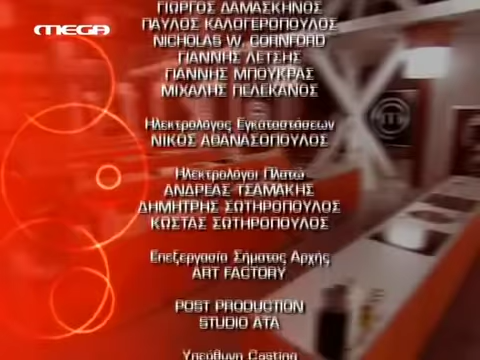 MEGA
ΓΙΩΡΓΟΣ ΔΑΜΑΣΚΗΝΟΣ
ΠΑΥΛΟΣ ΚΑΛΟΓΕΡΟΠΟΥΛΟΣ
NICHOLAS W. CORNFORD
ΓΙΑΝΝΗΣ ΛΕΤΣΗΣ
ΓΙΑΝΝΗΣ ΜΠΟΥΚΡΑΣ
ΜΙΧΑΛΗΣ ΠΕΛΕΚΑΝΟΣ
Ηλεκτρολόγος Εγκαταστάσεων
ΝΙΚΟΣ ΑΘΑΝΑΣΟΠΟΥΛΟΣ
Ηλεκτρολόγοι Πλατώ
ΑΝΔΡΕΑΣ ΤΣΑΜΑΚΗΣ
ΔΗΜΗΤΡΗΣ ΣΩΤΗΡΟΠΟΥΛΟΣ
ΚΩΣΤΑΣ ΣΩΤΗΡΟΠΟΥΛΟΣ
Επεξεργασία Σήματος Αρχής
ART FACTORY
POST PRODUCTION
STUDIO ATA
Υπεύθυνη Casting